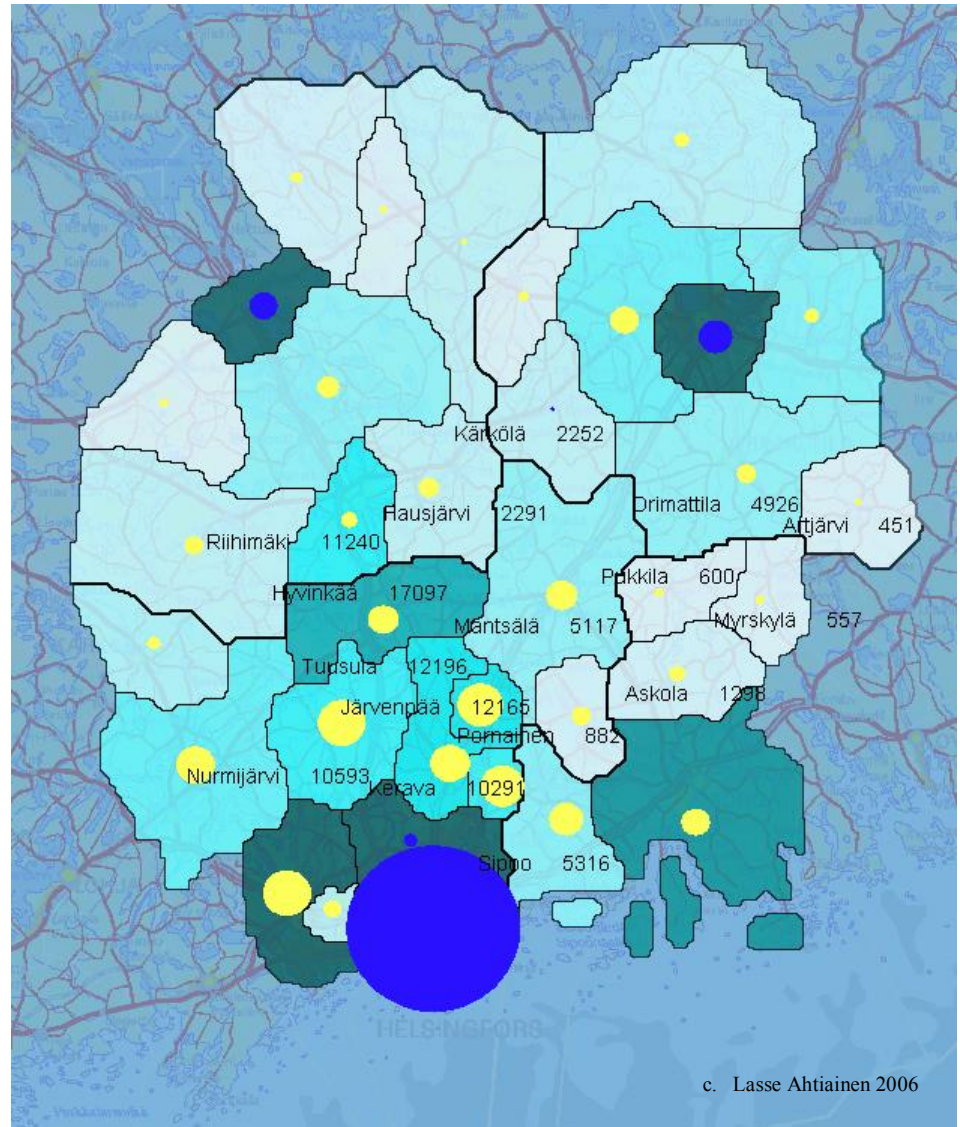 Kärkölä 2252
Hausjärvi 2291
Orimattila 4926
Artjärvi 451
Riihimäki 11240
Pukkila 600
Hyvinkää 17097
Myrskylä 557
Mäntsälä 5117
Tuusula 12196
Askola 1298
Järvenpää 12165
Pornainen 882
Nurmijärvi 10593
Kerava 10291
Sipoo 5316
HELSINGFORS
c. Lasse Ahtiainen 2006